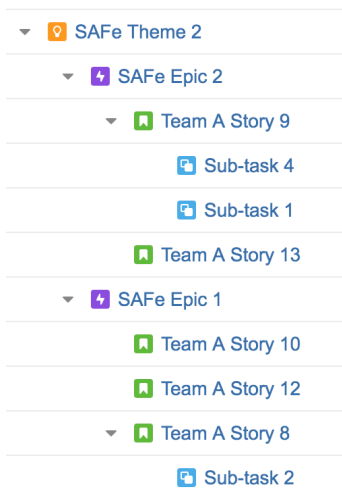 SAFe Theme 2
SAFe Epic 2
Team A Story 9
Sub-task 4
Sub-task 1
Team A Story 13
SAFe Epic 1
Team A Story 10
Team A Story 12
Team A Story 8
Sub-task 2